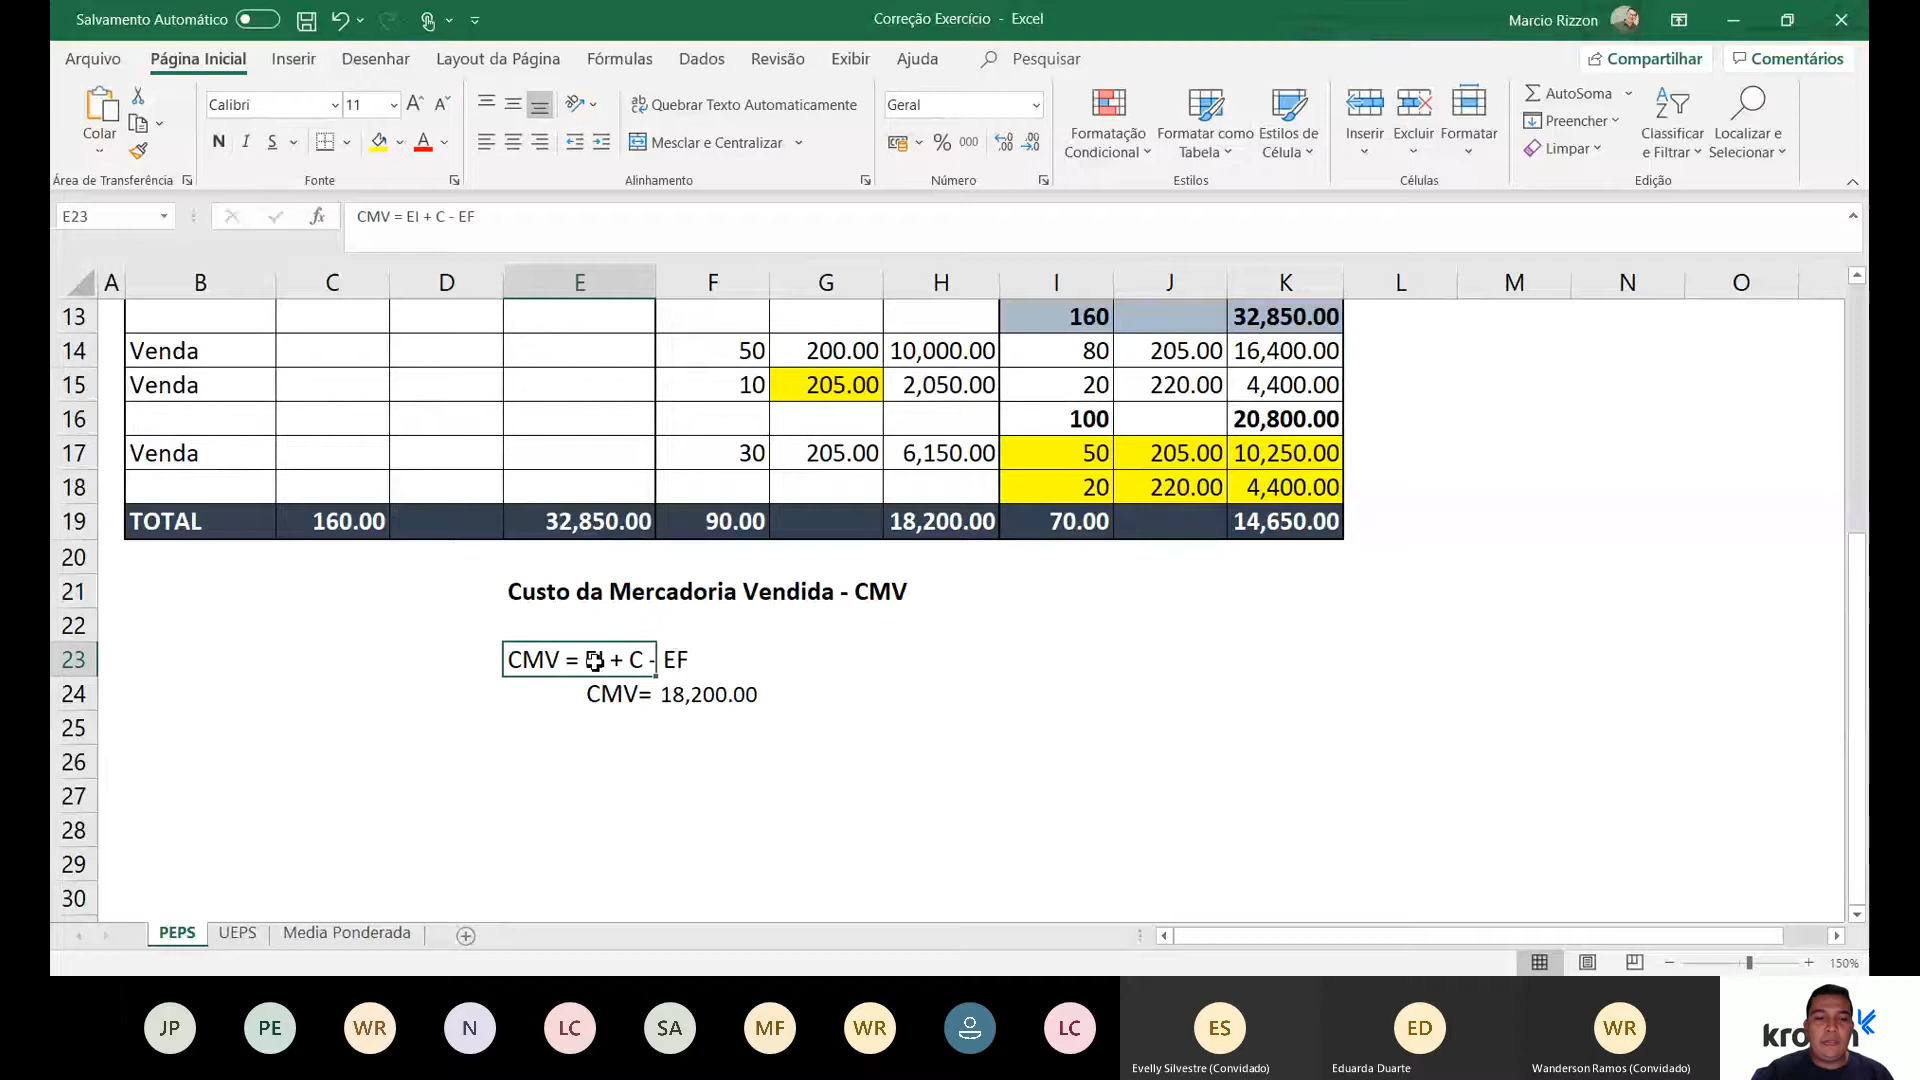 Salvamento Automático
Correção Exercício - Excel
Marcio Rizzon
Arquivo Página Inicial Inserir Desenhar Layout da Página Fórmulas Dados Revisão Exibir Ajuda Pesquisar Compartilhar Comentários
Colar
Calibri 11
N I S
Quebrar Texto Automaticamente
Mesclar e Centralizar
Geral
% 000
Formatação Condicional
Formatar como Tabela
Estilos de Célula
Inserir Excluir Formatar
AutoSoma
Preencher
Limpar
Classificar e Filtrar
Localizar e Selecionar
Área de Transferência Fonte Alinhamento Número Estilos Células Edição
E23 fx CMV = EI + C - EF
A B C D E F G H I J K L M N O
13 160 32,850.00
14 Venda 50 200.00 10,000.00 80 205.00 16,400.00
15 Venda 10 205.00 2,050.00 20 220.00 4,400.00
16 100 20,800.00
17 Venda 30 205.00 6,150.00 50 205.00 10,250.00
18 20 220.00 4,400.00
19 TOTAL 160.00 32,850.00 90.00 18,200.00 70.00 14,650.00
20
21 Custo da Mercadoria Vendida - CMV
22
23 CMV = EI + C - EF
24 CMV= 18,200.00
25
26
27
28
29
30
PEPS UEPS Media Ponderada
150%
JP PE WR N LC SA MF WR LC ES ED WR
Evelly Silvestre (Convidado) Eduarda Duarte Wanderson Ramos (Convidado)